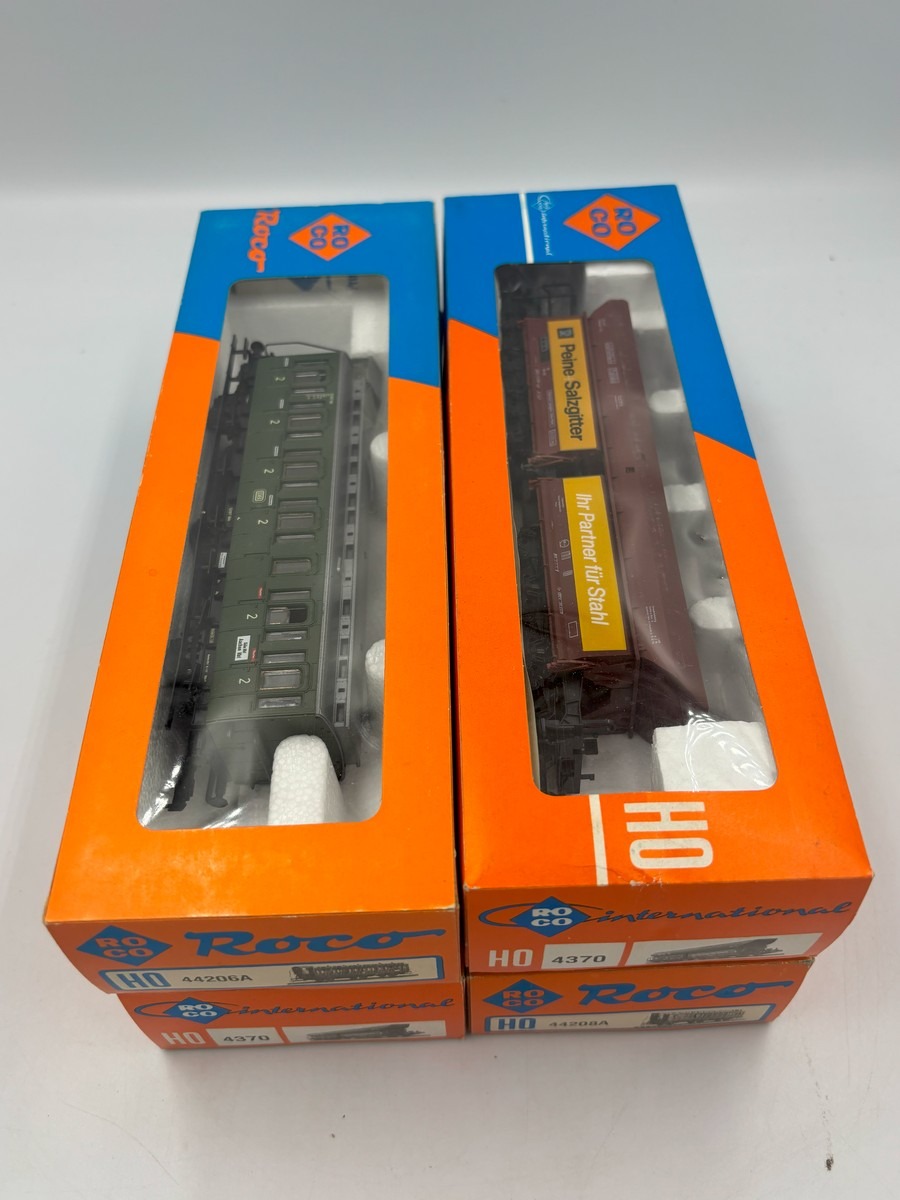 Roco
RO
CO
2
2
2
DB
2
2
2
international
RO
CO
Peine Salzgitter
Ihr Partner für Stahl
HO
RO
CO
Roco
HO 44206A
RO
CO
international
HO 4370
RO
CO
international
HO 4370
RO
CO
Roco
HO 44208A